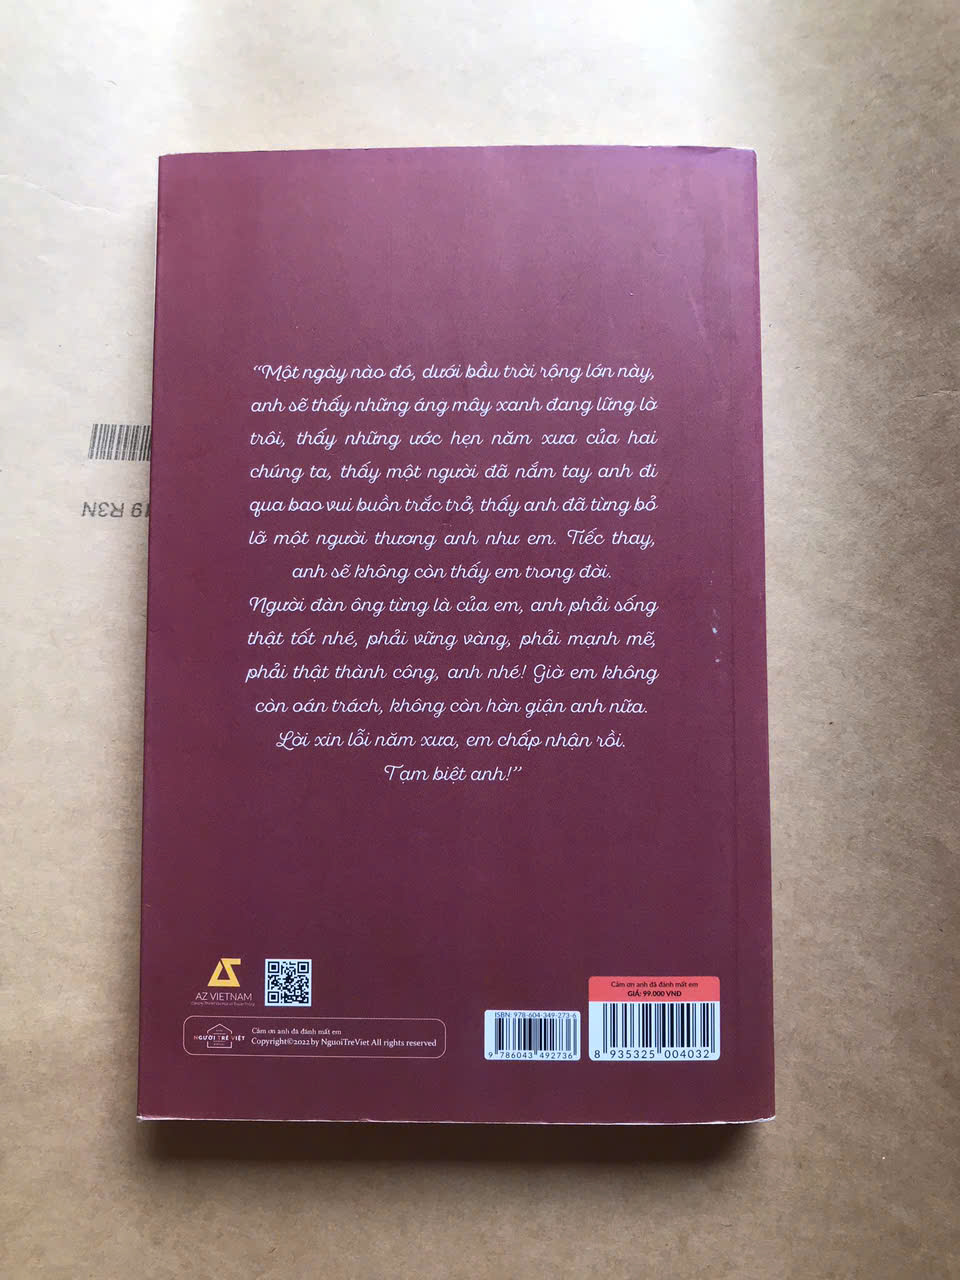 “Một ngày nào đó, dưới bầu trời rộng lớn này,
anh sẽ thấy những áng mây xanh đang lững lờ
trôi, thấy những ước hẹn năm xưa của hai
chúng ta, thấy một người đã nắm tay anh đi
qua bao vui buồn trắc trở, thấy anh đã từng bỏ
lỡ một người thương anh như em. Tiếc thay,
anh sẽ không còn thấy em trong đời.
Người đàn ông từng là của em, anh phải sống
thật tốt nhé, phải vững vàng, phải mạnh mẽ,
phải thật thành công, anh nhé! Giờ em không
còn oán trách, không còn hờn giận anh nữa.
Lời xin lỗi năm xưa, em chấp nhận rồi.
Tạm biệt anh!”
19 R3N
AZ VIETNAM
NGƯỜI TRẺ VIỆT
Cảm ơn anh đã đánh mất em
Copyright©2022 by NguoiTreViet All rights reserved
ISBN: 978-604-349-273-6
9 786043 492736
Cảm ơn anh đã đánh mất em
GIÁ: 99.000 VNĐ
8 935325 004032